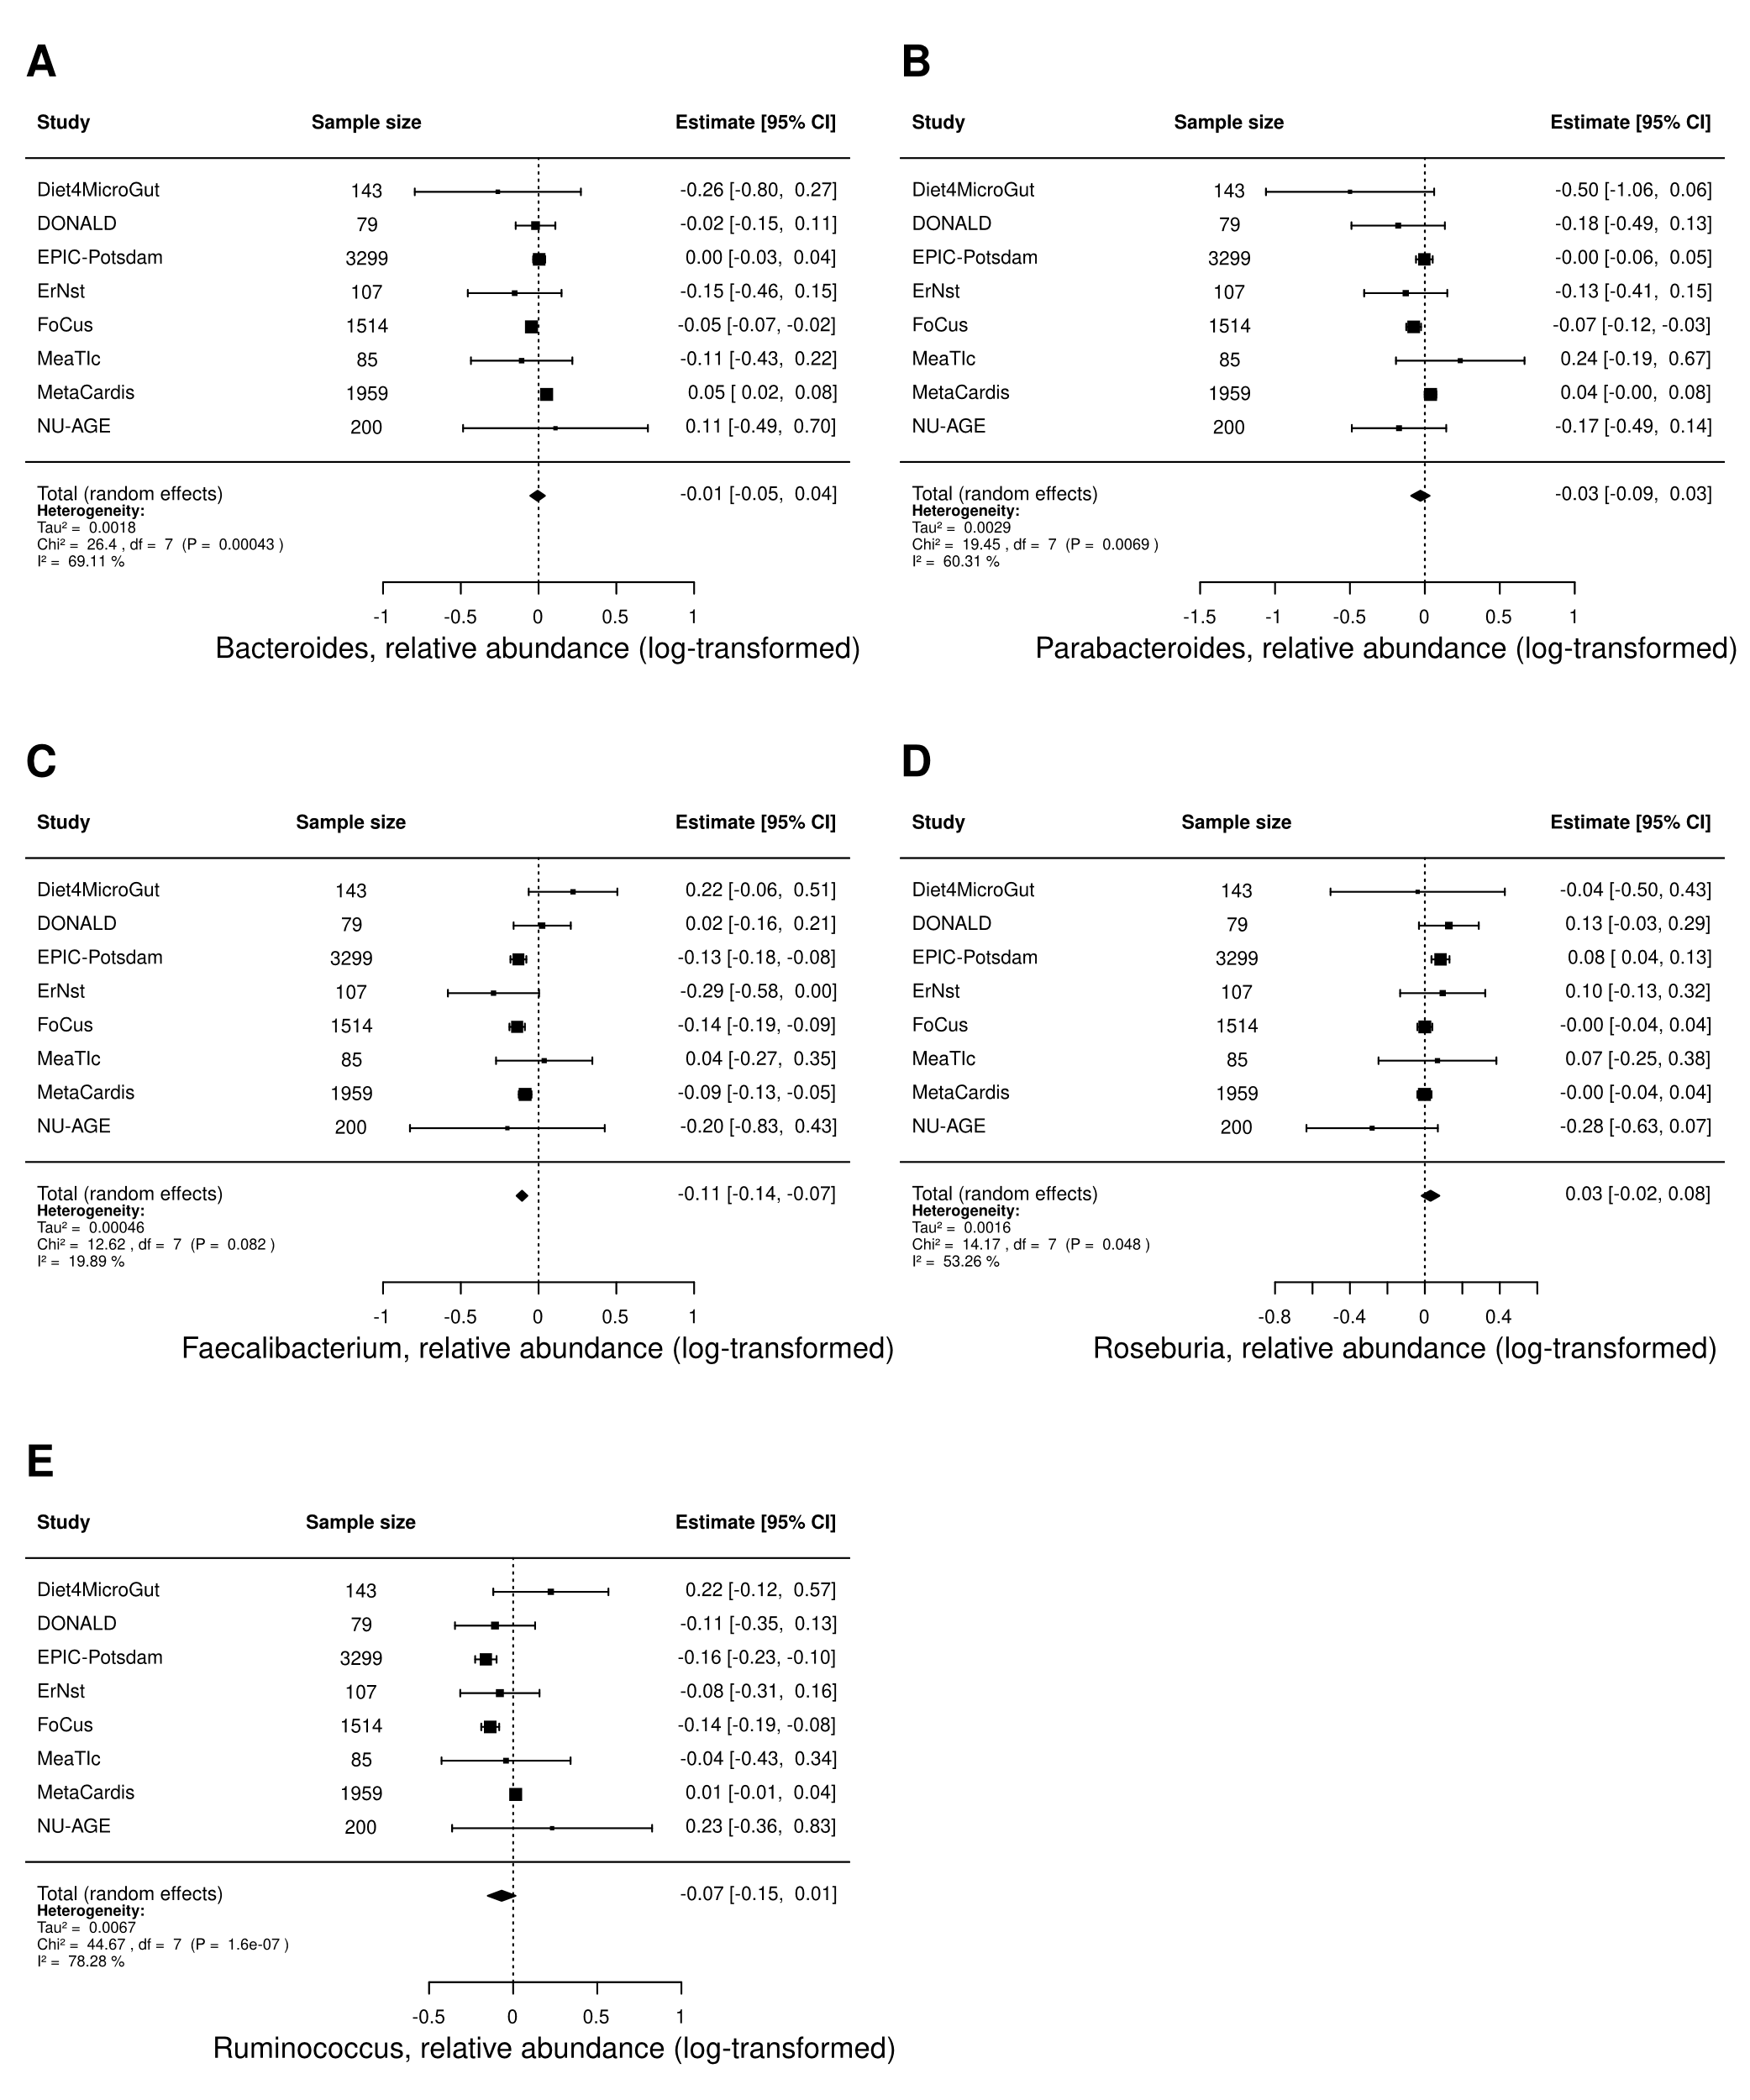 A
Study Sample size Estimate [95% CI]
Diet4MicroGut 143 -0.26 [-0.80, 0.27]
DONALD 79 -0.02 [-0.15, 0.11]
EPIC-Potsdam 3299 0.00 [-0.03, 0.04]
ErNst 107 -0.15 [-0.46, 0.15]
FoCus 1514 -0.05 [-0.07, -0.02]
MeaTIc 85 -0.11 [-0.43, 0.22]
MetaCardis 1959 0.05 [ 0.02, 0.08]
NU-AGE 200 0.11 [-0.49, 0.70]
Total (random effects) -0.01 [-0.05, 0.04]
Heterogeneity:
Tau² = 0.0018
Chi² = 26.4 , df = 7 (P = 0.00043 )
I² = 69.11 %
-1 -0.5 0 0.5 1
Bacteroides, relative abundance (log-transformed)
B
Study Sample size Estimate [95% CI]
Diet4MicroGut 143 -0.50 [-1.06, 0.06]
DONALD 79 -0.18 [-0.49, 0.13]
EPIC-Potsdam 3299 -0.00 [-0.06, 0.05]
ErNst 107 -0.13 [-0.41, 0.15]
FoCus 1514 -0.07 [-0.12, -0.03]
MeaTIc 85 0.24 [-0.19, 0.67]
MetaCardis 1959 0.04 [-0.00, 0.08]
NU-AGE 200 -0.17 [-0.49, 0.14]
Total (random effects) -0.03 [-0.09, 0.03]
Heterogeneity:
Tau² = 0.0029
Chi² = 19.45 , df = 7 (P = 0.0069 )
I² = 60.31 %
-1.5 -1 -0.5 0 0.5 1
Parabacteroides, relative abundance (log-transformed)
C
Study Sample size Estimate [95% CI]
Diet4MicroGut 143 0.22 [-0.06, 0.51]
DONALD 79 0.02 [-0.16, 0.21]
EPIC-Potsdam 3299 -0.13 [-0.18, -0.08]
ErNst 107 -0.29 [-0.58, 0.00]
FoCus 1514 -0.14 [-0.19, -0.09]
MeaTIc 85 0.04 [-0.27, 0.35]
MetaCardis 1959 -0.09 [-0.13, -0.05]
NU-AGE 200 -0.20 [-0.83, 0.43]
Total (random effects) -0.11 [-0.14, -0.07]
Heterogeneity:
Tau² = 0.00046
Chi² = 12.62 , df = 7 (P = 0.082 )
I² = 19.89 %
-1 -0.5 0 0.5 1
Faecalibacterium, relative abundance (log-transformed)
D
Study Sample size Estimate [95% CI]
Diet4MicroGut 143 -0.04 [-0.50, 0.43]
DONALD 79 0.13 [-0.03, 0.29]
EPIC-Potsdam 3299 0.08 [ 0.04, 0.13]
ErNst 107 0.10 [-0.13, 0.32]
FoCus 1514 -0.00 [-0.04, 0.04]
MeaTIc 85 0.07 [-0.25, 0.38]
MetaCardis 1959 -0.00 [-0.04, 0.04]
NU-AGE 200 -0.28 [-0.63, 0.07]
Total (random effects) 0.03 [-0.02, 0.08]
Heterogeneity:
Tau² = 0.0016
Chi² = 14.17 , df = 7 (P = 0.048 )
I² = 53.26 %
-0.8 -0.4 0 0.4
Roseburia, relative abundance (log-transformed)
E
Study Sample size Estimate [95% CI]
Diet4MicroGut 143 0.22 [-0.12, 0.57]
DONALD 79 -0.11 [-0.35, 0.13]
EPIC-Potsdam 3299 -0.16 [-0.23, -0.10]
ErNst 107 -0.08 [-0.31, 0.16]
FoCus 1514 -0.14 [-0.19, -0.08]
MeaTIc 85 -0.04 [-0.43, 0.34]
MetaCardis 1959 0.01 [-0.01, 0.04]
NU-AGE 200 0.23 [-0.36, 0.83]
Total (random effects) -0.07 [-0.15, 0.01]
Heterogeneity:
Tau² = 0.0067
Chi² = 44.67 , df = 7 (P = 1.6e-07 )
I² = 78.28 %
-0.5 0 0.5 1
Ruminococcus, relative abundance (log-transformed)